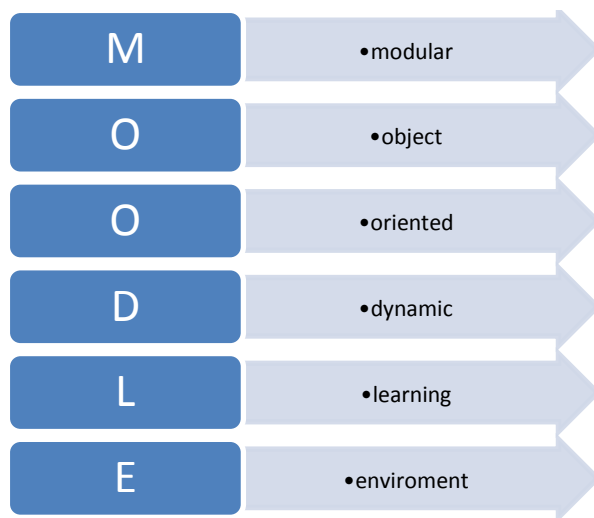 M •modular
O •object
O •oriented
D •dynamic
L •learning
E •enviroment